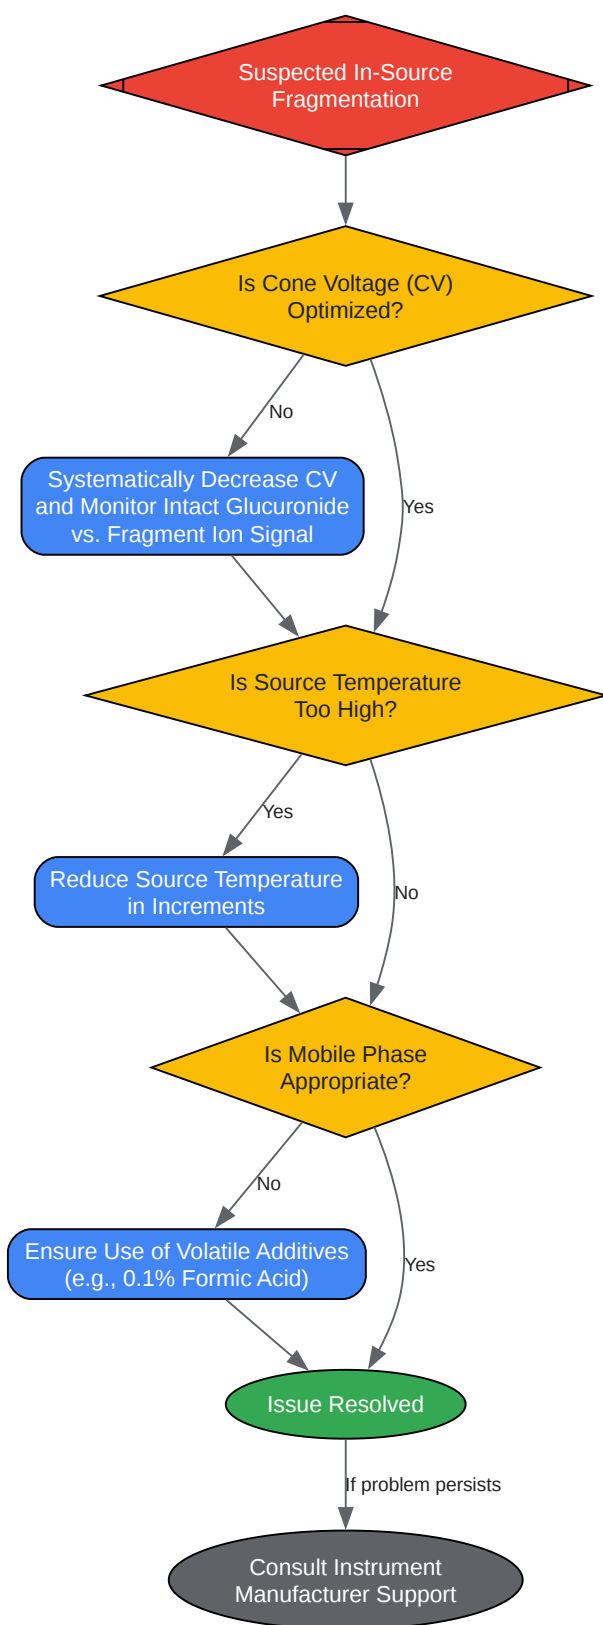 Suspected In-Source
Fragmentation
Is Cone Voltage (CV)
Optimized?
No
Systematically Decrease CV
and Monitor Intact Glucuronide
vs. Fragment Ion Signal
Yes
Is Source Temperature
Too High?
Yes
Reduce Source Temperature
in Increments
No
Is Mobile Phase
Appropriate?
No
Ensure Use of Volatile Additives
(e.g., 0.1% Formic Acid)
Yes
Issue Resolved
If problem persists
Consult Instrument
Manufacturer Support